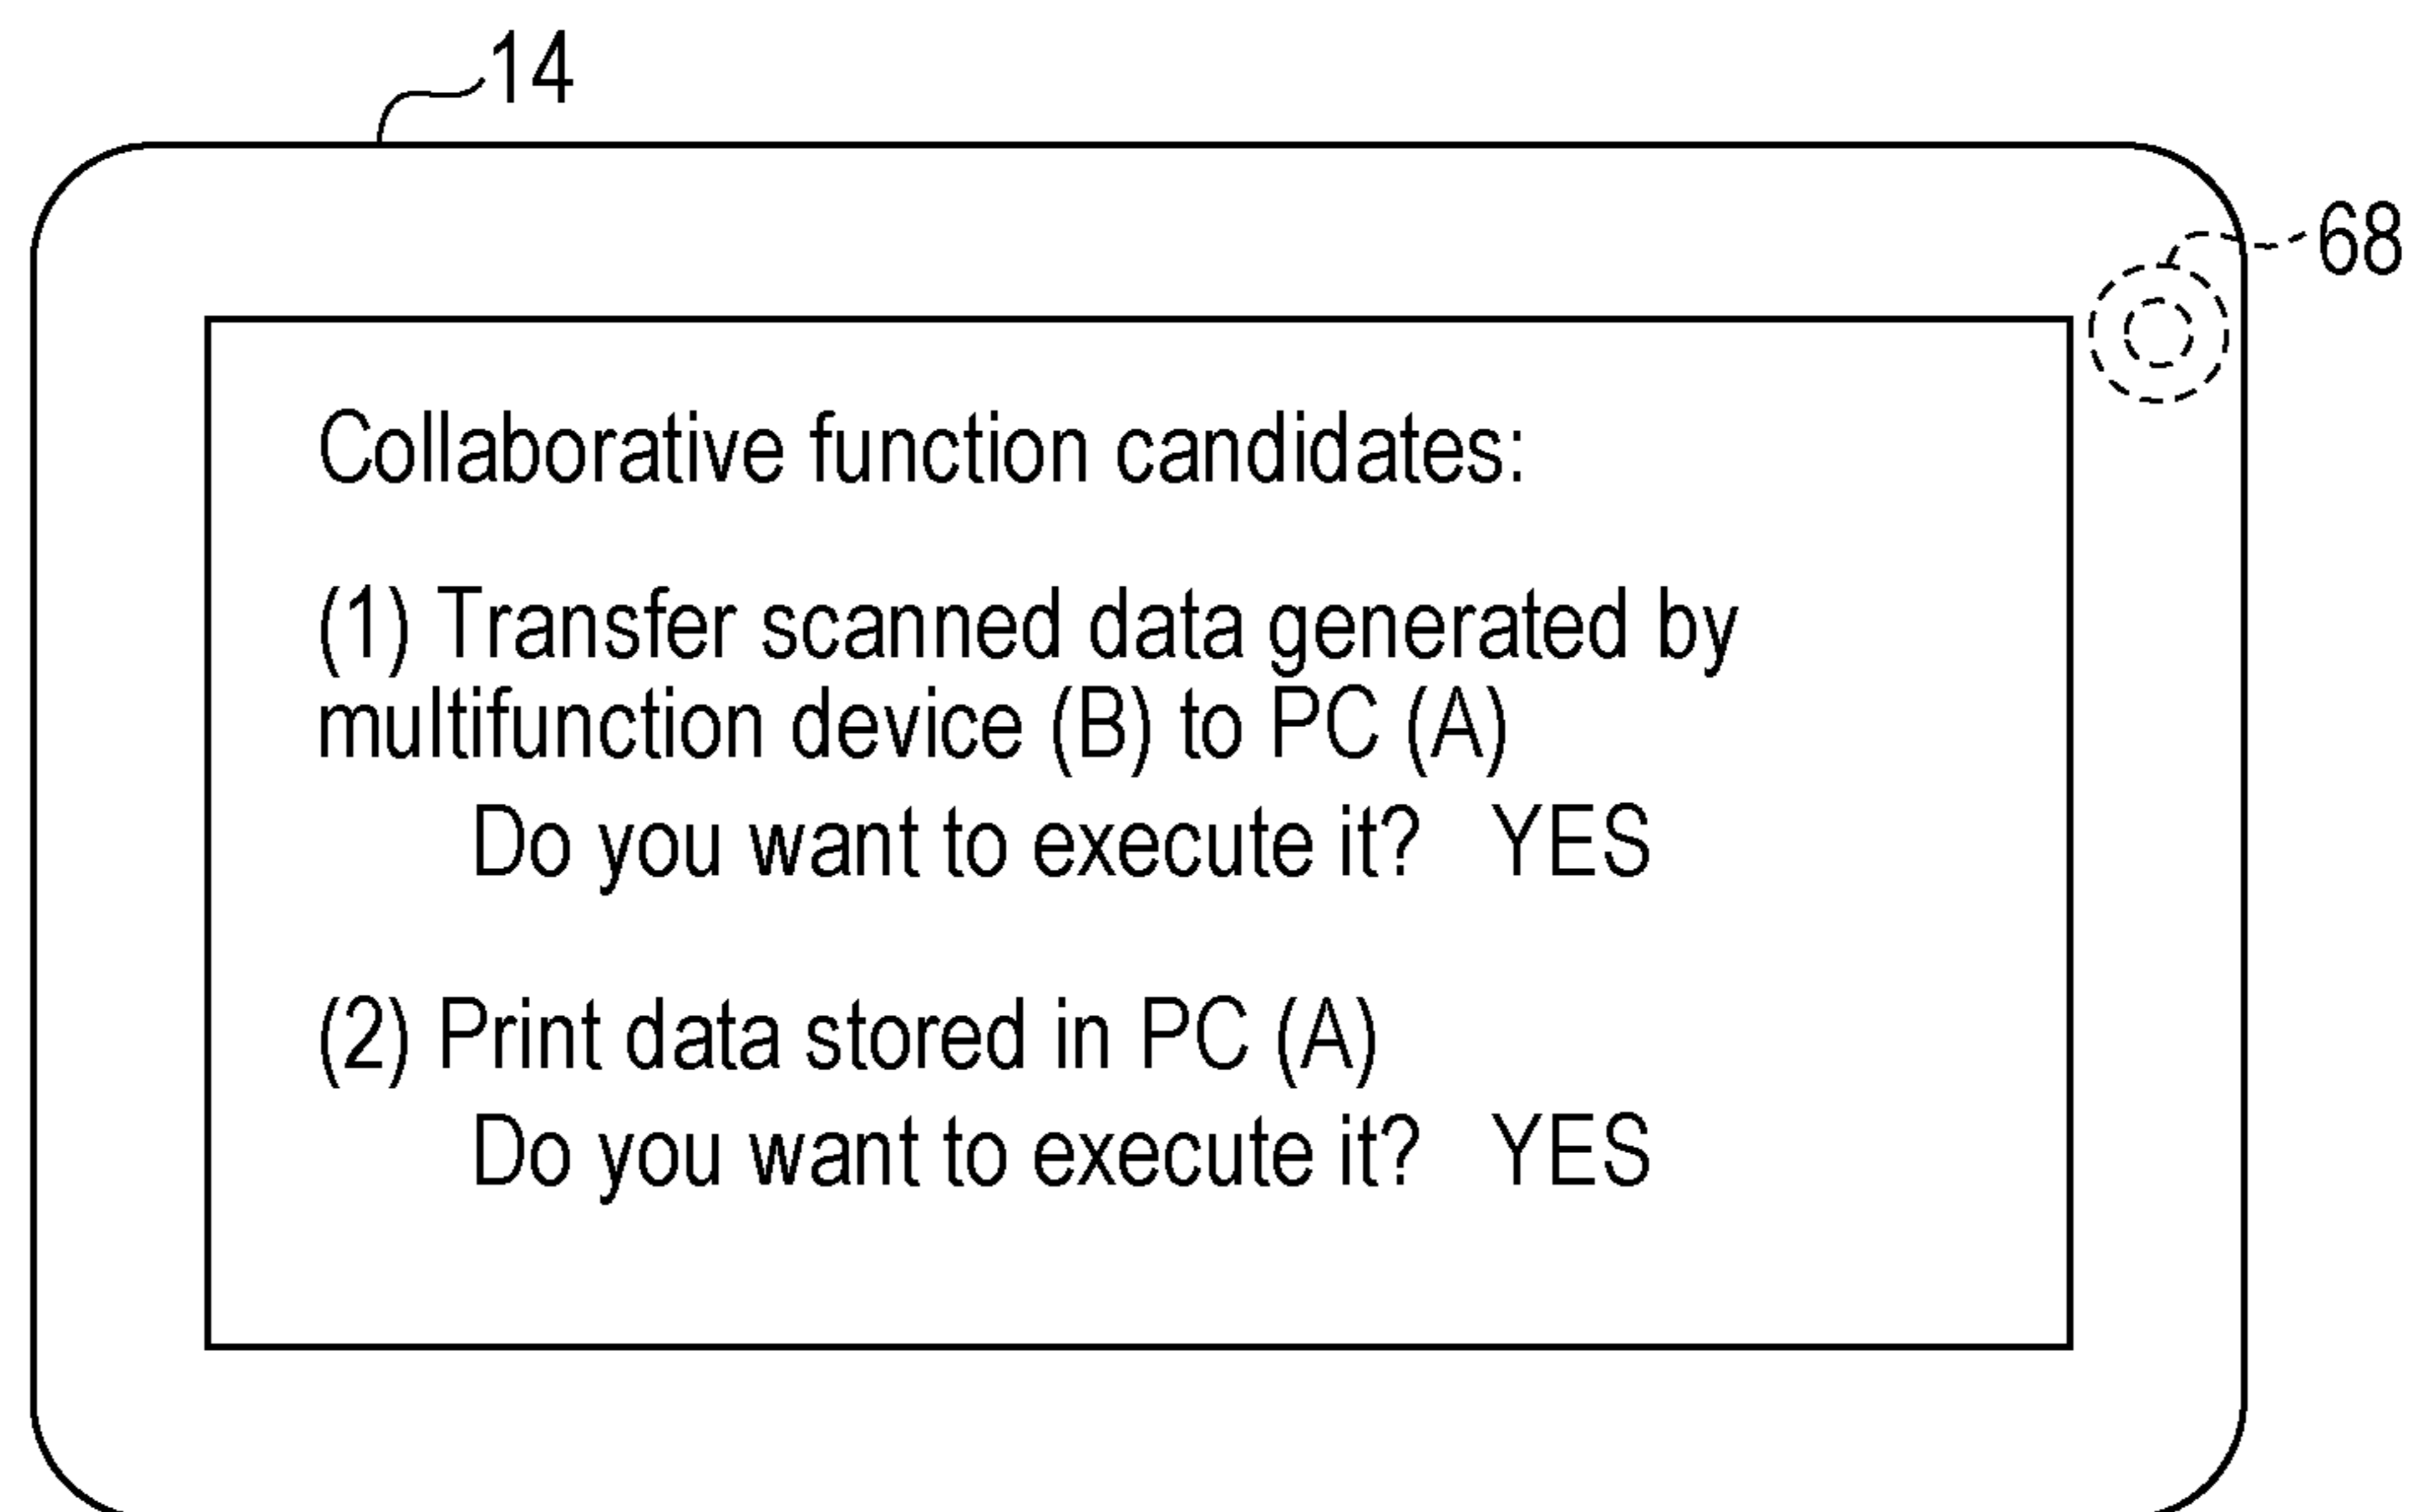 14
68
Collaborative function candidates:
(1) Transfer scanned data generated by
multifunction device (B) to PC (A)
Do you want to execute it? YES
(2) Print data stored in PC (A)
Do you want to execute it? YES